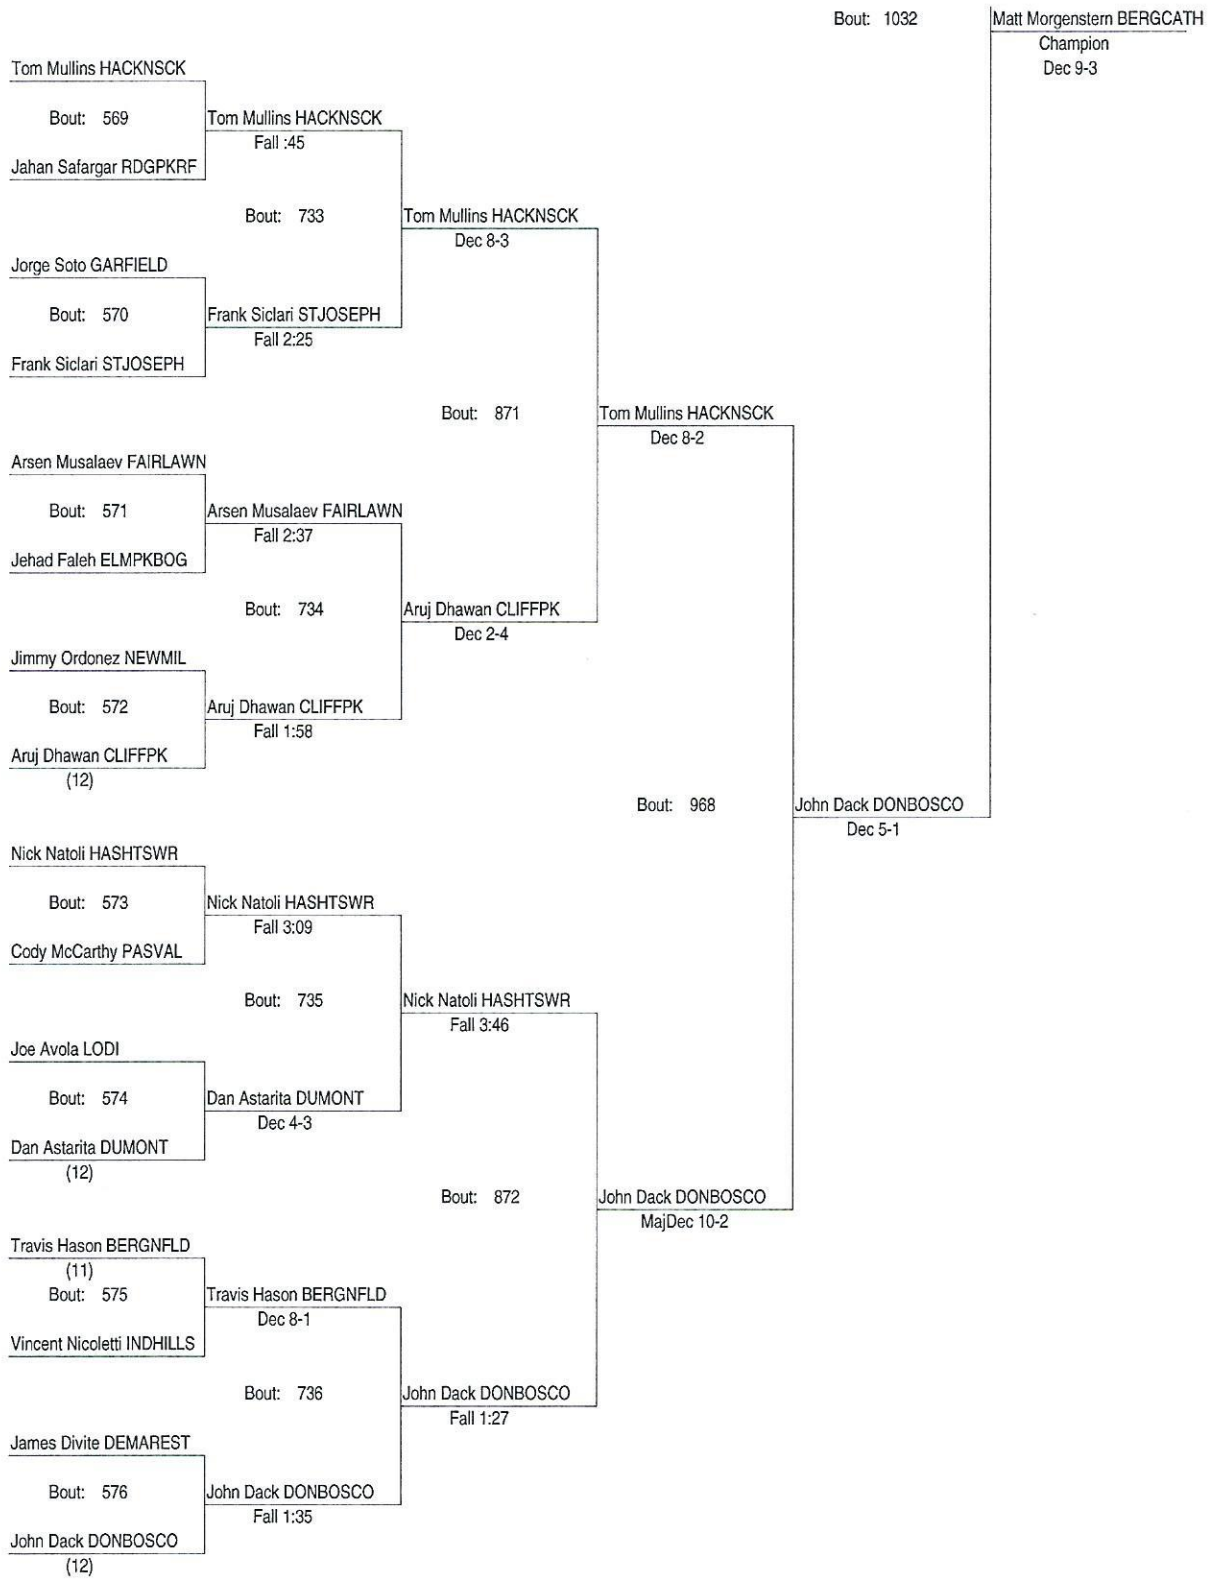 Bout: 1032
Matt Morgenstern BERGCATH
Champion
Dec 9-3
Tom Mullins HACKNSCK
Bout: 569
Tom Mullins HACKNSCK
Fall :45
Jahan Safargar RDGPKRF
Bout: 733
Tom Mullins HACKNSCK
Dec 8-3
Jorge Soto GARFIELD
Bout: 570
Frank Siclari STJOSEPH
Fall 2:25
Frank Siclari STJOSEPH
Bout: 871
Tom Mullins HACKNSCK
Dec 8-2
Arsen Musalaev FAIRLAWN
Bout: 571
Arsen Musalaev FAIRLAWN
Fall 2:37
Jehad Faleh ELMPKBOG
Bout: 734
Aruj Dhawan CLIFFPK
Dec 2-4
Jimmy Ordonez NEWMIL
Bout: 572
Aruj Dhawan CLIFFPK
Fall 1:58
Aruj Dhawan CLIFFPK
(12)
Bout: 968
John Dack DONBOSCO
Dec 5-1
Nick Natoli HASHTSWR
Bout: 573
Nick Natoli HASHTSWR
Fall 3:09
Cody McCarthy PASVAL
Bout: 735
Nick Natoli HASHTSWR
Fall 3:46
Joe Avola LODI
Bout: 574
Dan Astarita DUMONT
Dec 4-3
Dan Astarita DUMONT
(12)
Bout: 872
John Dack DONBOSCO
MajDec 10-2
Travis Hason BERGNFLD
(11)
Bout: 575
Travis Hason BERGNFLD
Dec 8-1
Vincent Nicoletti INDHILLS
Bout: 736
John Dack DONBOSCO
Fall 1:27
James Divite DEMAREST
Bout: 576
John Dack DONBOSCO
Fall 1:35
John Dack DONBOSCO
(12)